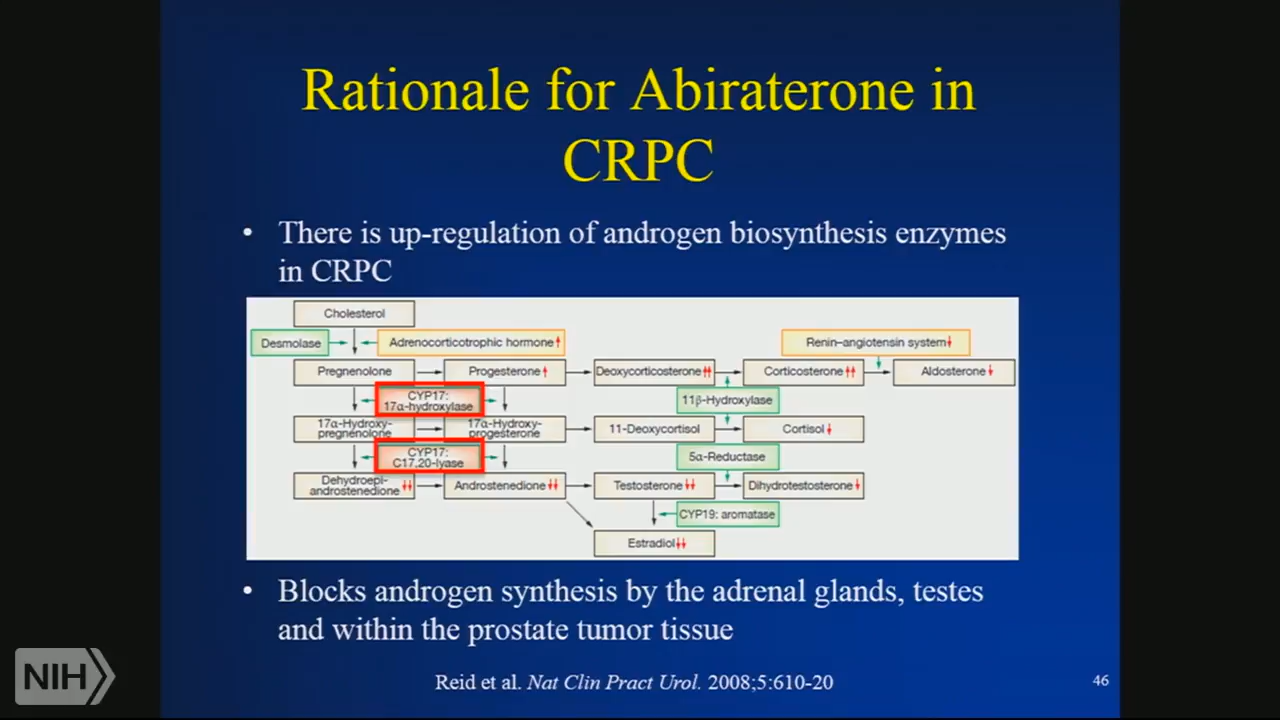 Rationale for Abiraterone in
CRPC
• There is up-regulation of androgen biosynthesis enzymes
in CRPC
Cholesterol
Desmolase
Adrenocorticotrophic hormone↑
Renin–angiotensin system↓
Pregnenolone
Progesterone↑
Deoxycorticosterone↑↑
Corticosterone↑↑
Aldosterone↓
CYP17:
17α-hydroxylase
11β-Hydroxylase
17α-Hydroxy-
pregnenolone
17α-Hydroxy-
progesterone
11-Deoxycortisol
Cortisol↓
CYP17:
C17,20-lyase
5α-Reductase
Dehydroepi-
androstenedione↓↓
Androstenedione↓↓
Testosterone↓↓
Dihydrotestosterone↓
CYP19: aromatase
Estradiol↓↓
• Blocks androgen synthesis by the adrenal glands, testes
and within the prostate tumor tissue
Reid et al. Nat Clin Pract Urol. 2008;5:610-20
46
NIH